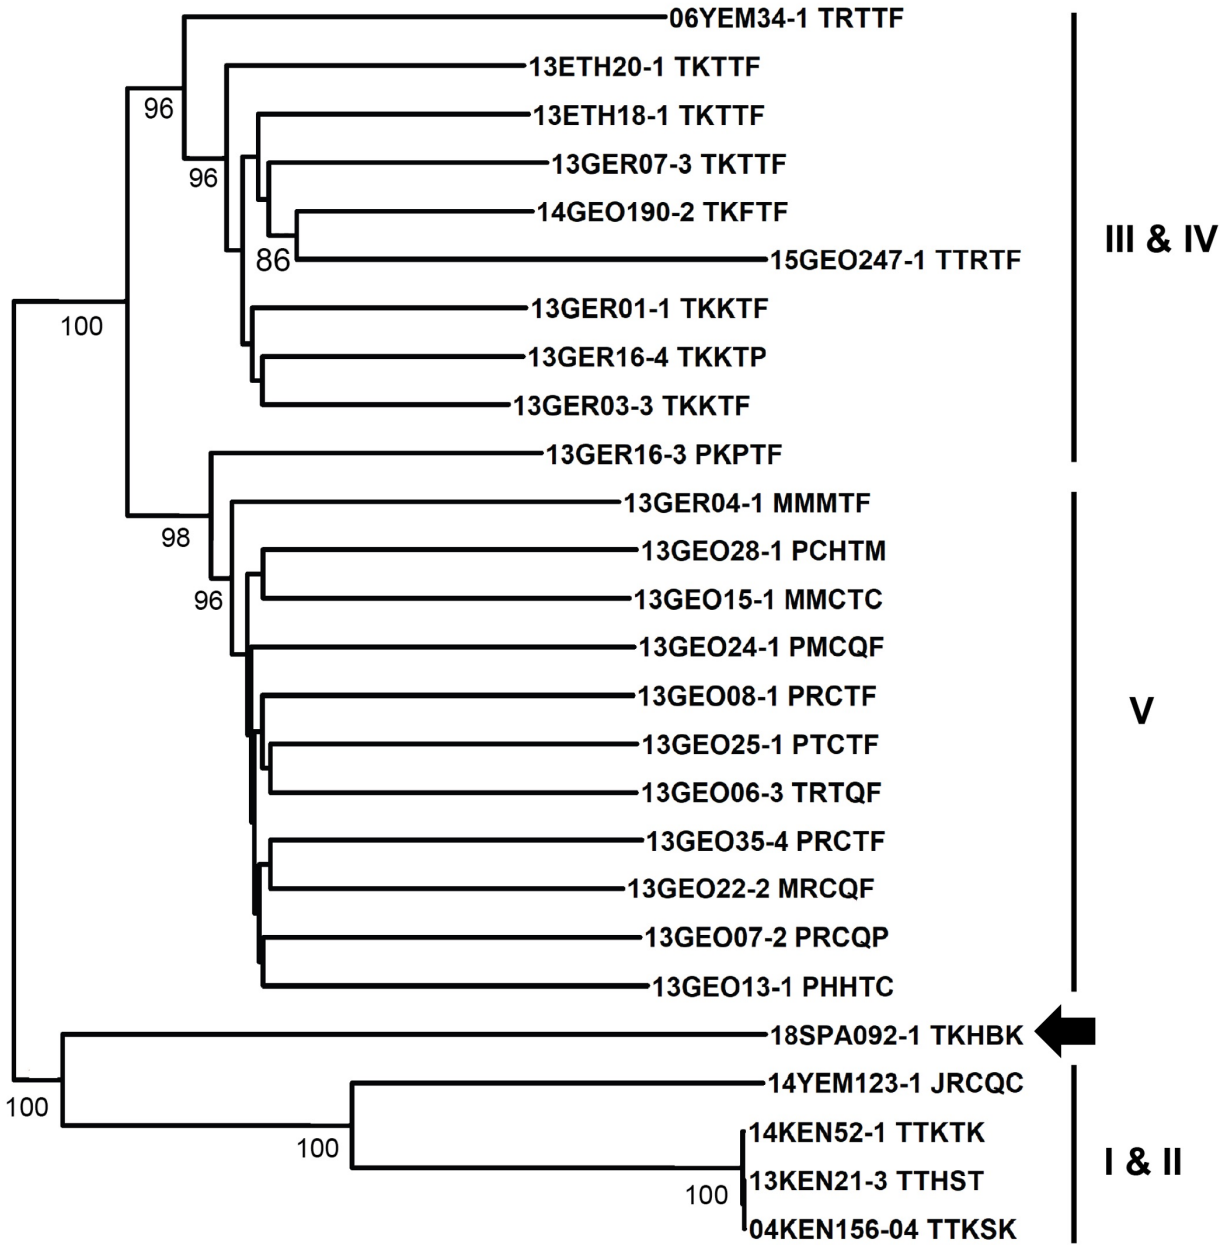 06YEM34-1 TRTTF
13ETH20-1 TKTTF
96
13ETH18-1 TKTTF
13GER07-3 TKTTF
96
14GEO190-2 TKFTF
III & IV
86
15GEO247-1 TTRTF
13GER01-1 TKKTF
100
13GER16-4 TKKTP
13GER03-3 TKKTF
13GER16-3 PKPTF
13GER04-1 MMMTF
98
13GEO28-1 PCHTM
13GEO15-1 MMCTC
96
13GEO24-1 PMCQF
13GEO08-1 PRCTF
V
13GEO25-1 PTCTF
13GEO06-3 TRTQF
13GEO35-4 PRCTF
13GEO22-2 MRCQF
13GEO07-2 PRCQP
13GEO13-1 PHHTC
18SPA092-1 TKHBK
14YEM123-1 JRCQC
100
14KEN52-1 TTKTK
100
I & II
13KEN21-3 TTHST
100
04KEN156-04 TTKSK